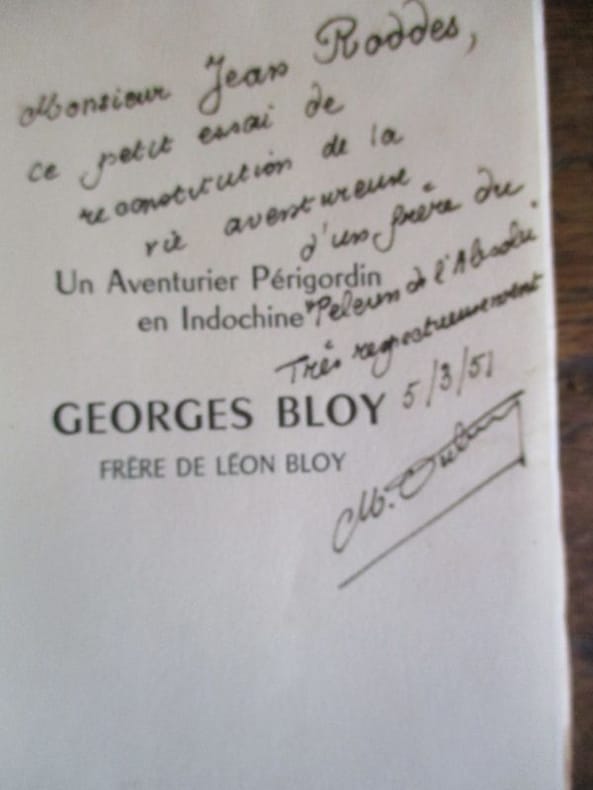 Monsieur Jean Roddes,
ce petit essai de
reconstitution de la
vie aventureuse
d'un frère du
"Pelerin de l'Absolu".
Très respectueusement
5/3/51
Un Aventurier Périgordin
en Indochine
GEORGES BLOY
FRÈRE DE LÉON BLOY
M.